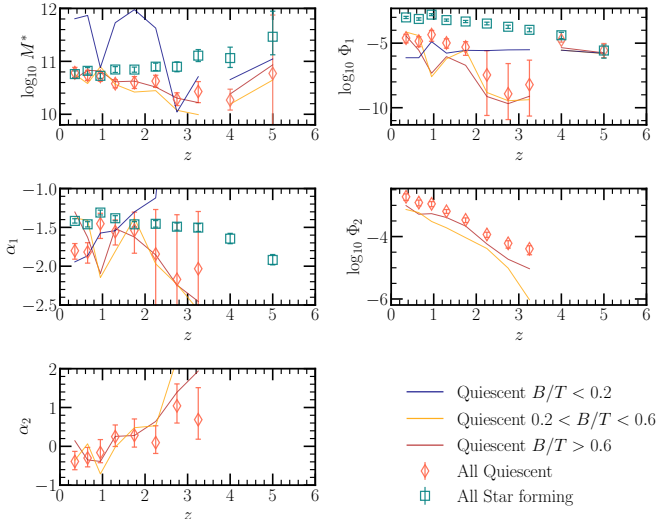 log₁₀ M*
12
11
10
0 1 2 3 4 5 6
z
log₁₀ Φ₁
−5
−10
0 1 2 3 4 5 6
z
α₁
−1.0
−1.5
−2.0
−2.5
0 1 2 3 4 5 6
z
log₁₀ Φ₂
−2
−4
−6
0 1 2 3 4 5 6
z
α₂
2
1
0
−1
0 1 2 3 4 5 6
z
Quiescent B/T < 0.2
Quiescent 0.2 < B/T < 0.6
Quiescent B/T > 0.6
All Quiescent
All Star forming